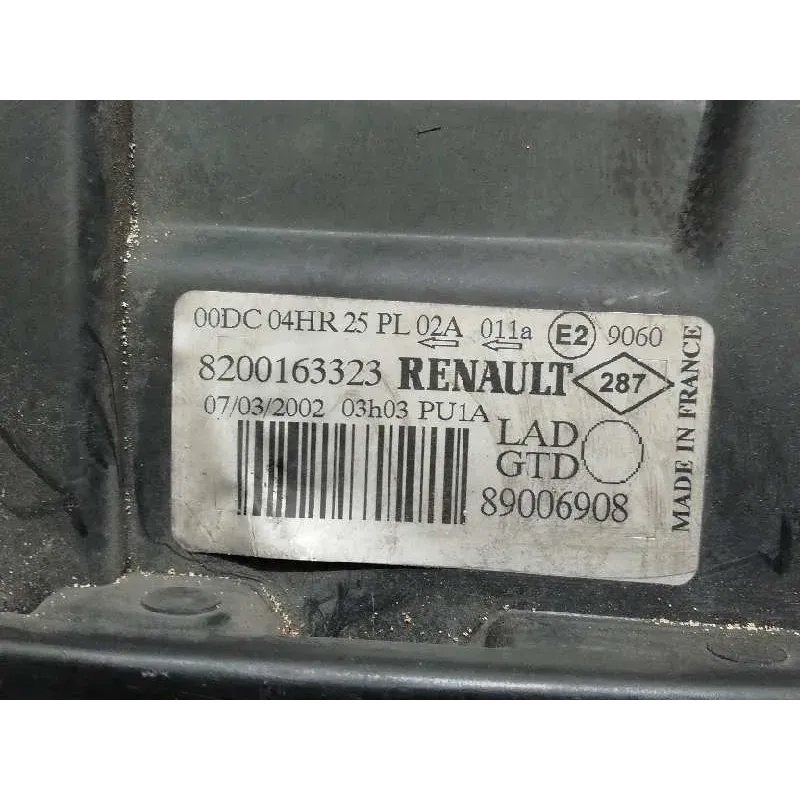 00DC 04HR 25 PL 02A 011a E2 9060
8200163323 RENAULT 287
07/03/2002 03h03 PU1A
LAD
GTD
89006908
MADE IN FRANCE